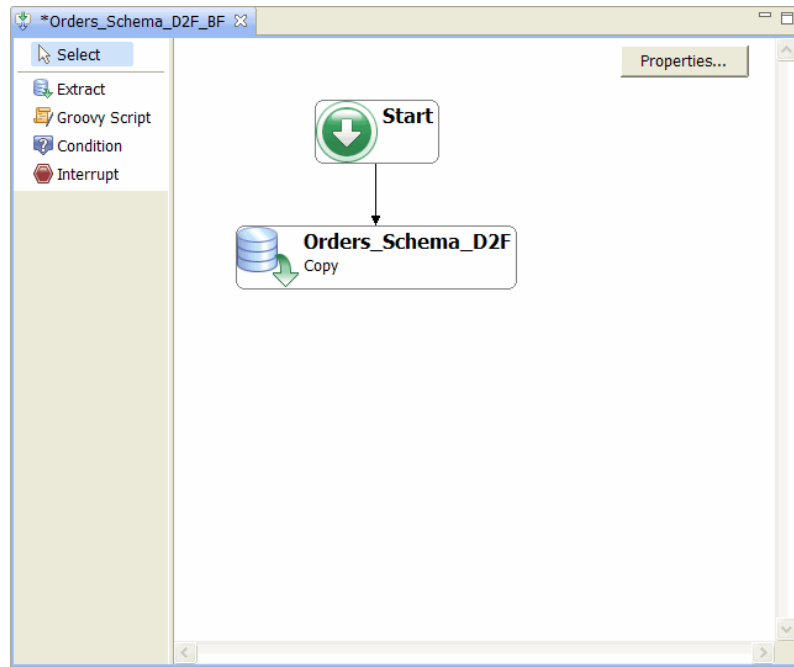 *Orders_Schema_D2F_BF
Select
Properties...
Extract
Groovy Script
Condition
Interrupt
Start
Orders_Schema_D2F
Copy